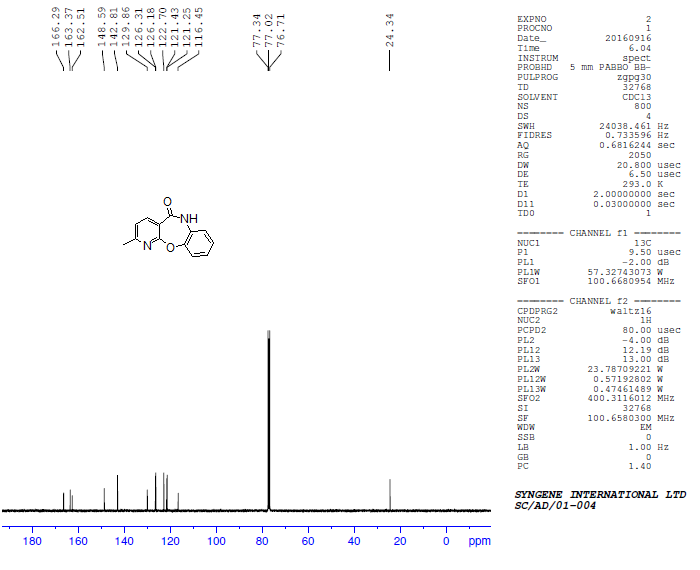 166.29
163.37
162.51
148.59
142.81
129.86
126.31
126.18
122.70
121.43
121.25
116.45
77.34
77.02
76.71
24.34
O
NH
N
O
180 160 140 120 100 80 60 40 20 0 ppm
EXPNO 2
PROCNO 1
Date_ 20160916
Time 6.04
INSTRUM spect
PROBHD 5 mm PABBO BB-
PULPROG zgpg30
TD 32768
SOLVENT CDCl3
NS 800
DS 4
SWH 24038.461 Hz
FIDRES 0.733596 Hz
AQ 0.6816244 sec
RG 2050
DW 20.800 usec
DE 6.50 usec
TE 293.0 K
D1 2.00000000 sec
D11 0.03000000 sec
TD0 1
======== CHANNEL f1 ========
NUC1 13C
P1 9.50 usec
PL1 -2.00 dB
PL1W 57.32743073 W
SFO1 100.6680954 MHz
======== CHANNEL f2 ========
CPDPRG2 waltz16
NUC2 1H
PCPD2 80.00 usec
PL2 -4.00 dB
PL12 12.19 dB
PL13 13.00 dB
PL2W 23.78709221 W
PL12W 0.57192802 W
PL13W 0.47461489 W
SFO2 400.3116012 MHz
SI 32768
SF 100.6580300 MHz
WDW EM
SSB 0
LB 1.00 Hz
GB 0
PC 1.40
SYNGENE INTERNATIONAL LTD
SC/AD/01-004